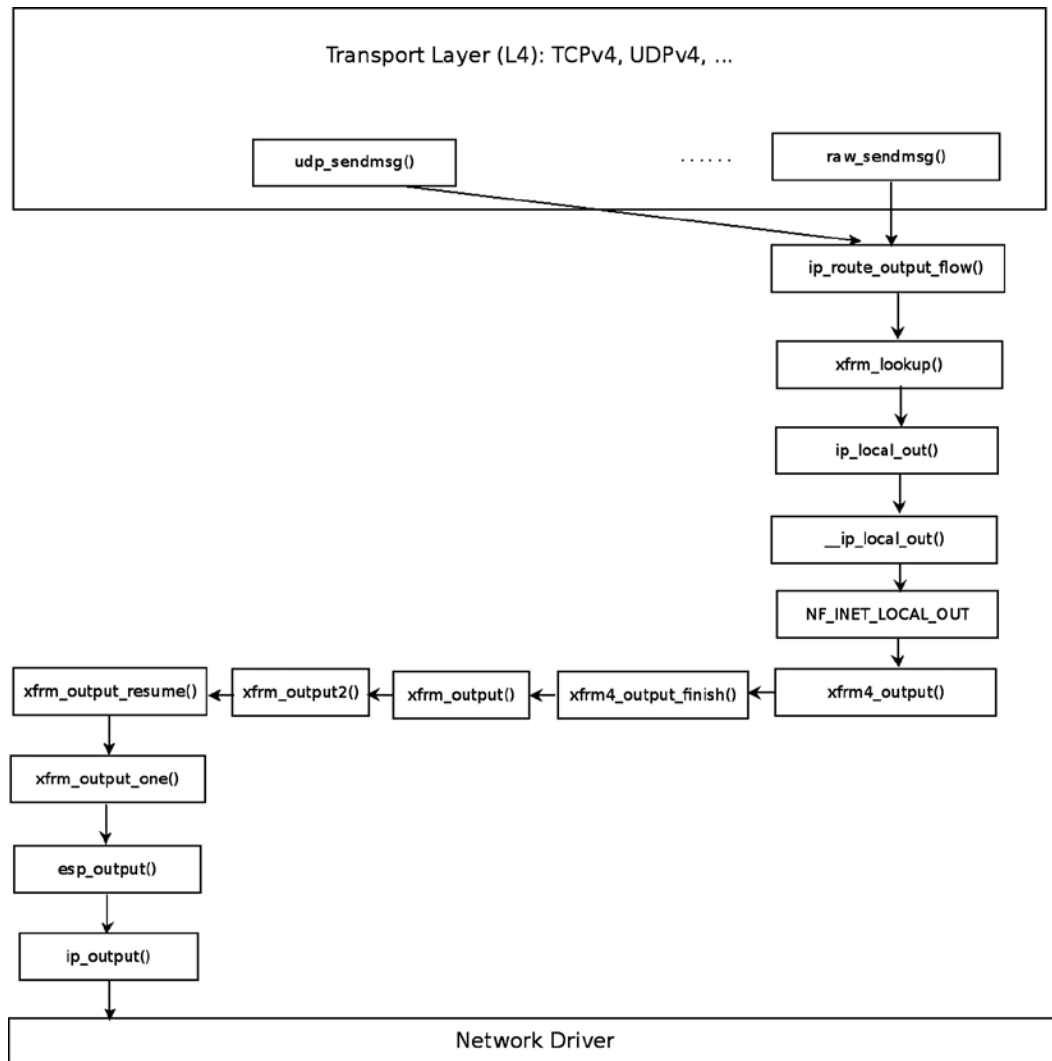 Transport Layer (L4): TCPv4, UDPv4, ...
udp_sendmsg()
......
raw_sendmsg()
ip_route_output_flow()
xfrm_lookup()
ip_local_out()
__ip_local_out()
NF_INET_LOCAL_OUT
xfrm_output_resume()
xfrm_output2()
xfrm_output()
xfrm4_output_finish()
xfrm4_output()
xfrm_output_one()
esp_output()
ip_output()
Network Driver